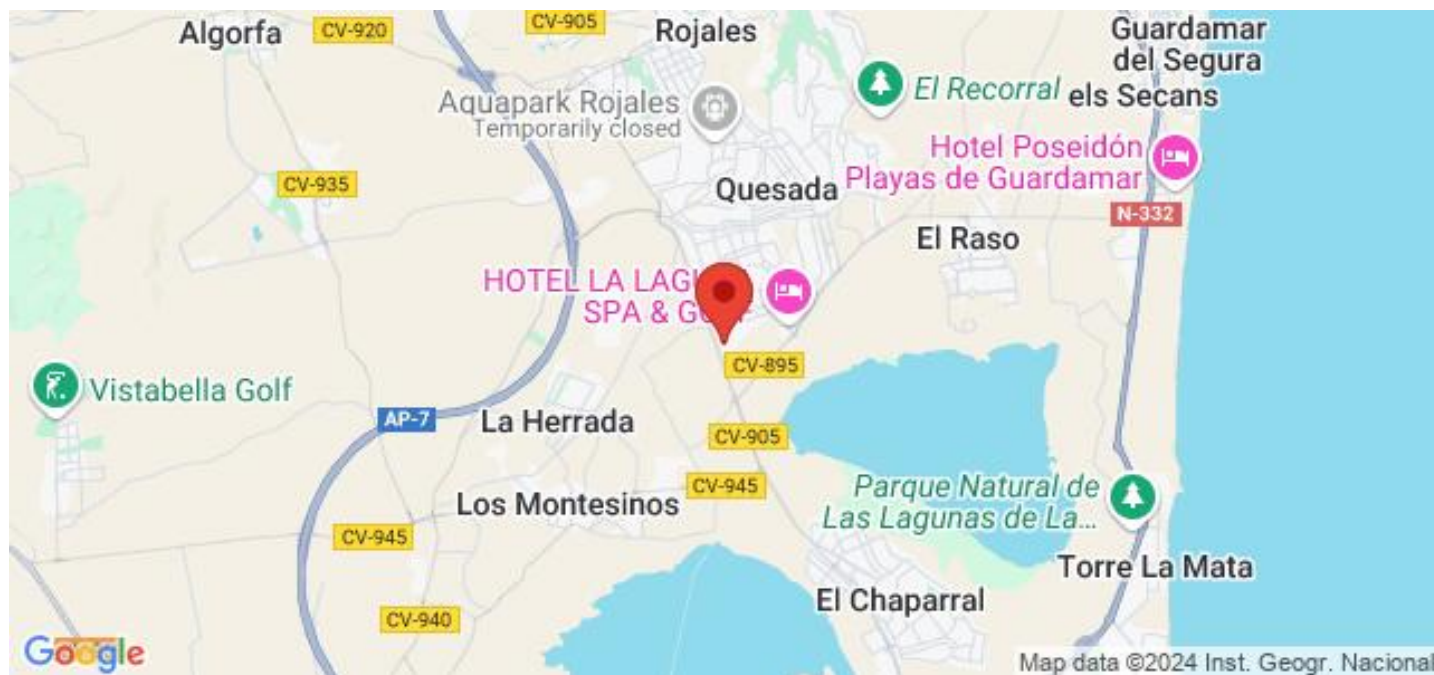 Algorfa
CV-920
CV-905
Rojales
Guardamar
del Segura
els Secans
El Recorral
Aquapark Rojales
Temporarily closed
Hotel Poseidón
Playas de Guardamar
CV-935
Quesada
N-332
El Raso
HOTEL LA
SPA &
CV-895
Vistabella Golf
AP-7
La Herrada
CV-905
Los Montesinos
CV-945
Parque Natural de
Las Lagunas de La...
CV-945
Torre La Mata
El Chaparral
CV-940
Google
Map data ©2024 Inst. Geogr. Nacional